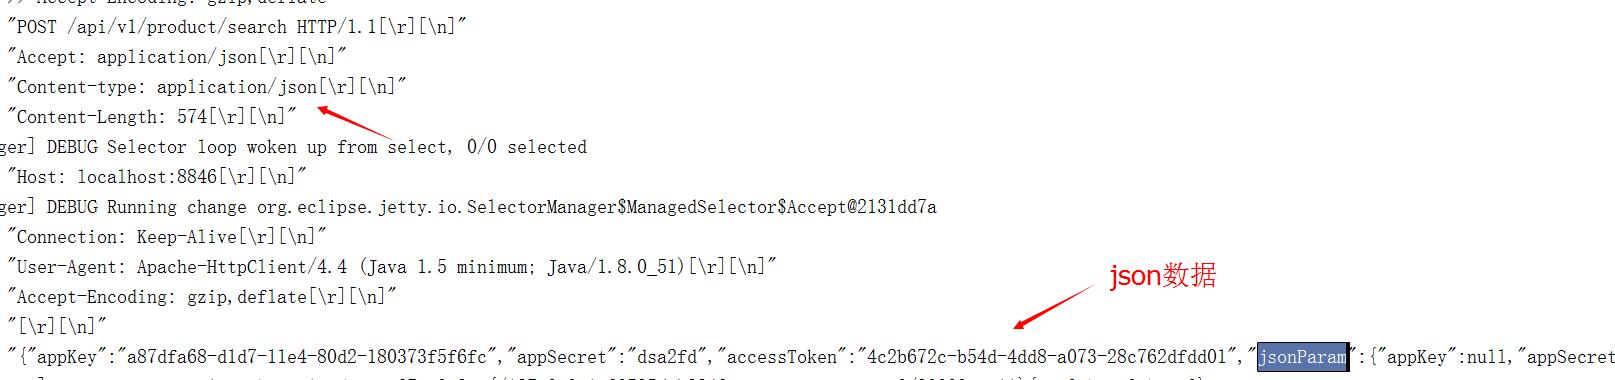 "POST /api/v1/product/search HTTP/1.1[\r][\n]"
"Accept: application/json[\r][\n]"
"Content-type: application/json[\r][\n]"
"Content-Length: 574[\r][\n]"
ger] DEBUG Selector loop woken up from select, 0/0 selected
"Host: localhost:8846[\r][\n]"
ger] DEBUG Running change org.eclipse.jetty.io.SelectorManager$ManagedSelector$Accept@2131dd7a
"Connection: Keep-Alive[\r][\n]"
"User-Agent: Apache-HttpClient/4.4 (Java 1.5 minimum; Java/1.8.0_51)[\r][\n]"
json数据
"Accept-Encoding: gzip,deflate[\r][\n]"
"[\r][\n]"
"{"appKey":"a87dfa68-d1d7-11e4-80d2-180373f5f6fc","appSecret":"dsa2fd","accessToken":"4c2b672c-b54d-4dd8-a073-28c762dfdd01","jsonParam":{"appKey":null,"appSecret